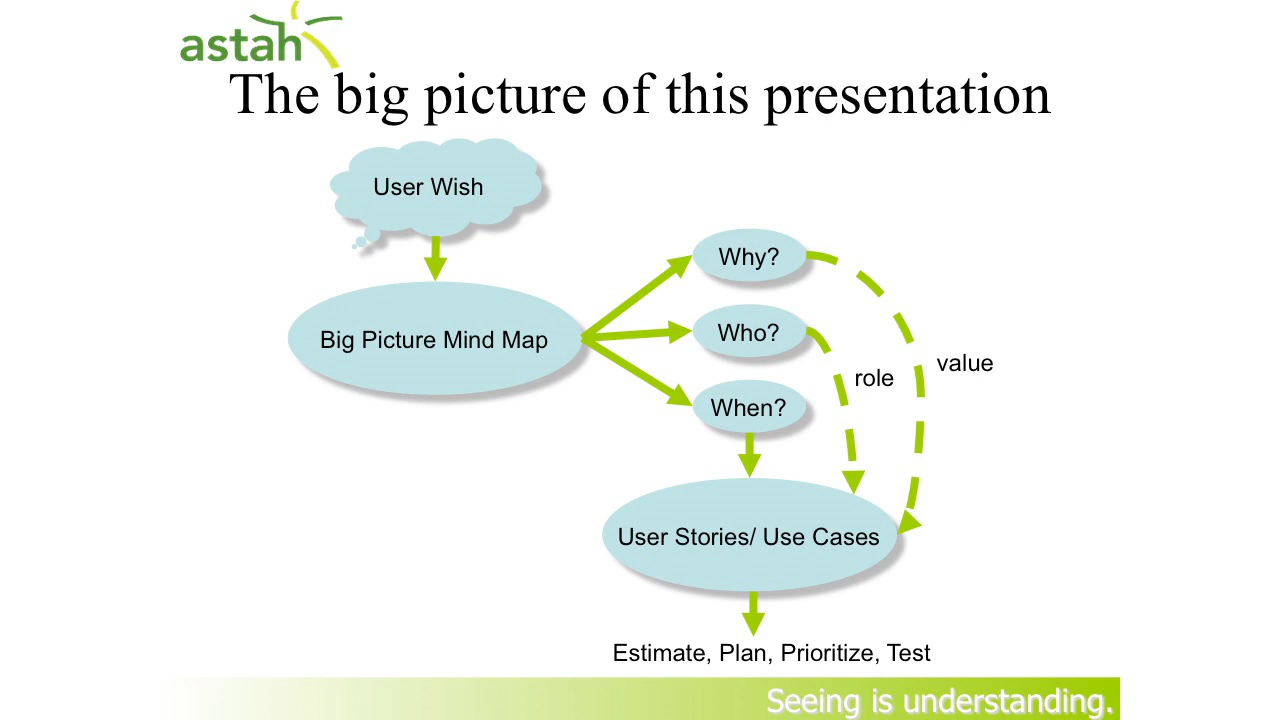 astah
The big picture of this presentation
User Wish
Why?
Big Picture Mind Map
Who?
value
role
When?
User Stories/ Use Cases
Estimate, Plan, Prioritize, Test
Seeing is understanding.